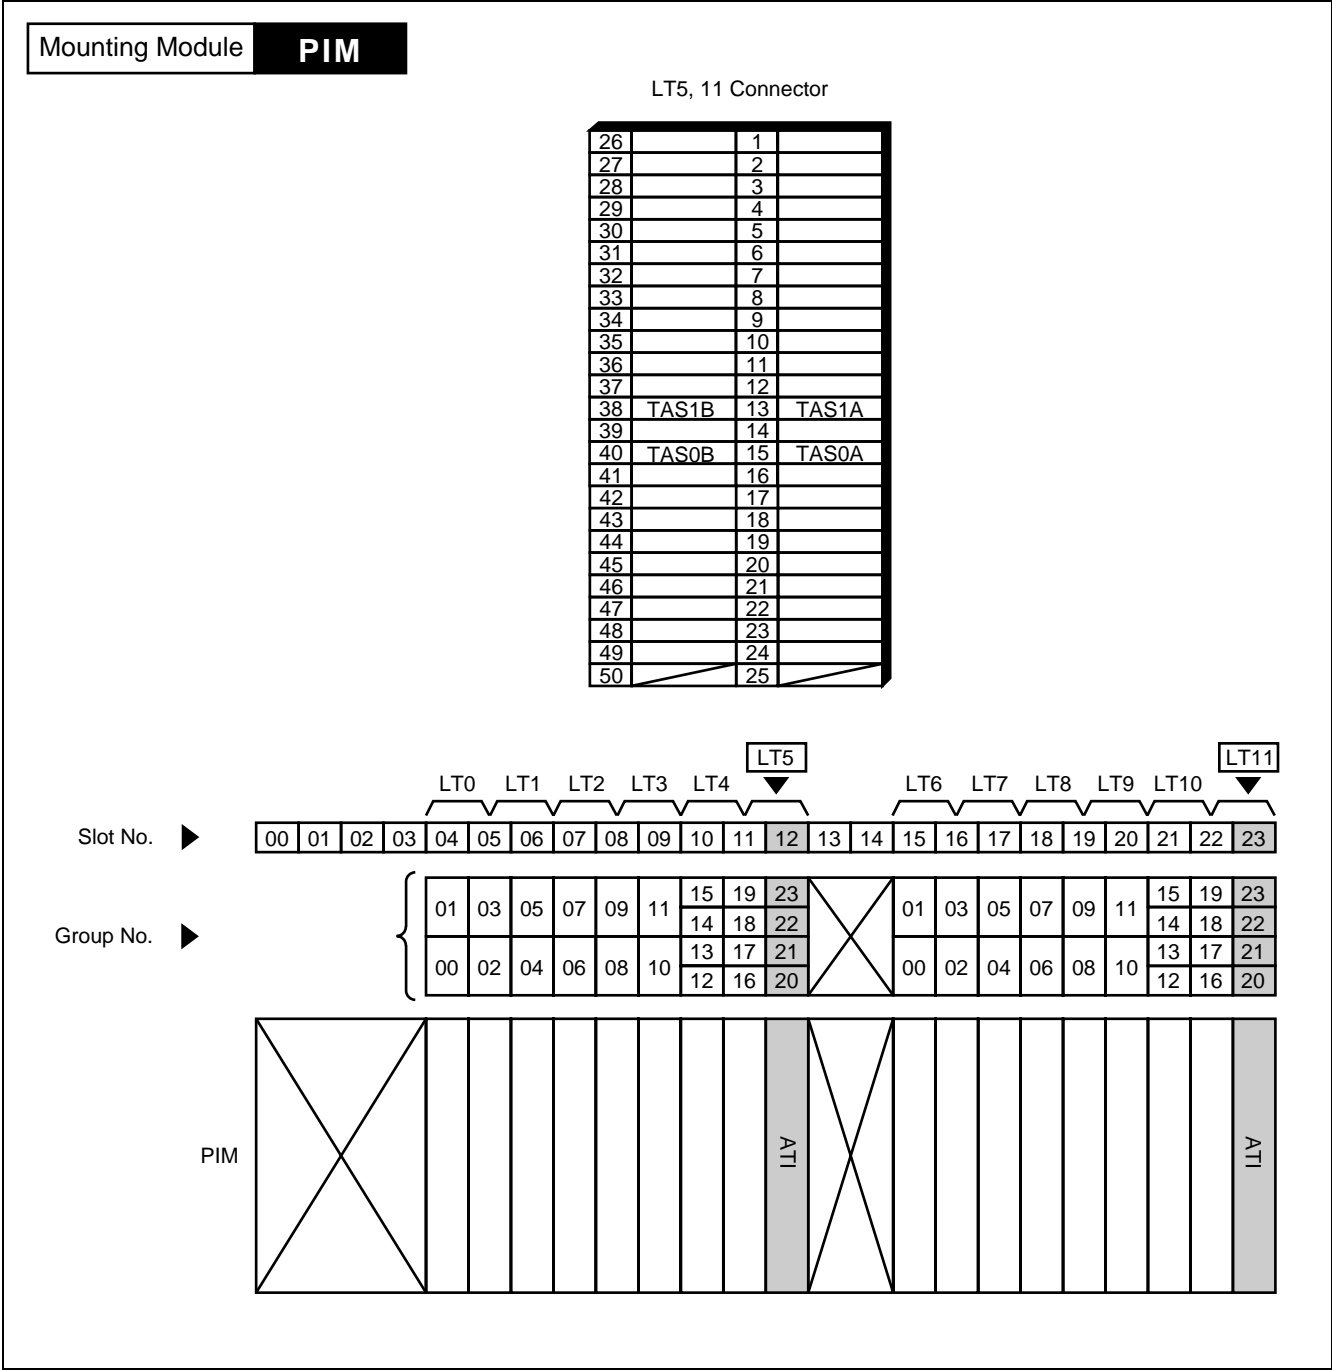 Mounting Module PIM
LT5, 11 Connector
26 1
27 2
28 3
29 4
30 5
31 6
32 7
33 8
34 9
35 10
36 11
37 12
38 TAS1B 13 TAS1A
39 14
40 TAS0B 15 TAS0A
41 16
42 17
43 18
44 19
45 20
46 21
47 22
48 23
49 24
50 25
LT5 LT11
LT0 LT1 LT2 LT3 LT4 LT6 LT7 LT8 LT9 LT10
Slot No. 00 01 02 03 04 05 06 07 08 09 10 11 12 13 14 15 16 17 18 19 20 21 22 23
15 19 23 15 19 23
01 03 05 07 09 11 01 03 05 07 09 11
14 18 22 14 18 22
Group No.
13 17 21 13 17 21
00 02 04 06 08 10 00 02 04 06 08 10
12 16 20 12 16 20
PIM ATI ATI